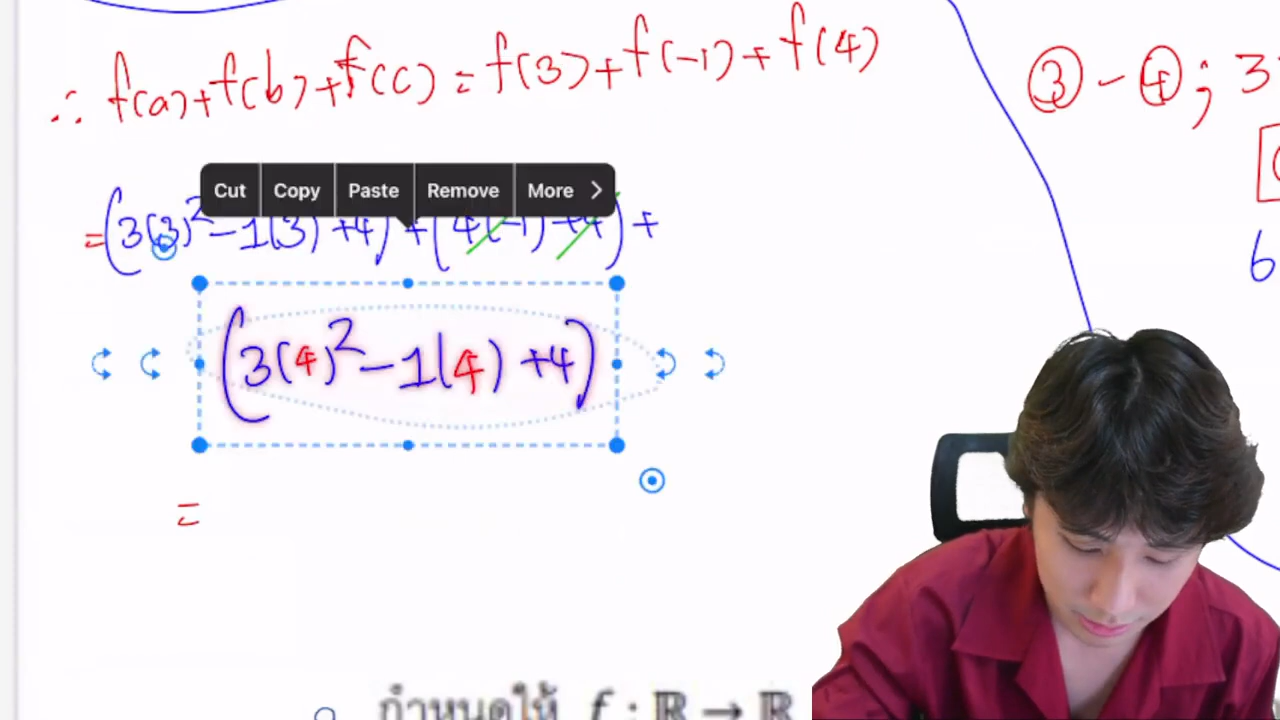 ∴ f(a)+f(b)+f(c) = f(3)+f(-1)+f(4)
③ - ④; 3
Cut Copy Paste Remove More
=(3(3)²-1(3)+4)+(4(-1)+4)+
6
(3(4)²-1(4)+4)
=
กำหนดให้ f : ℝ → ℝ